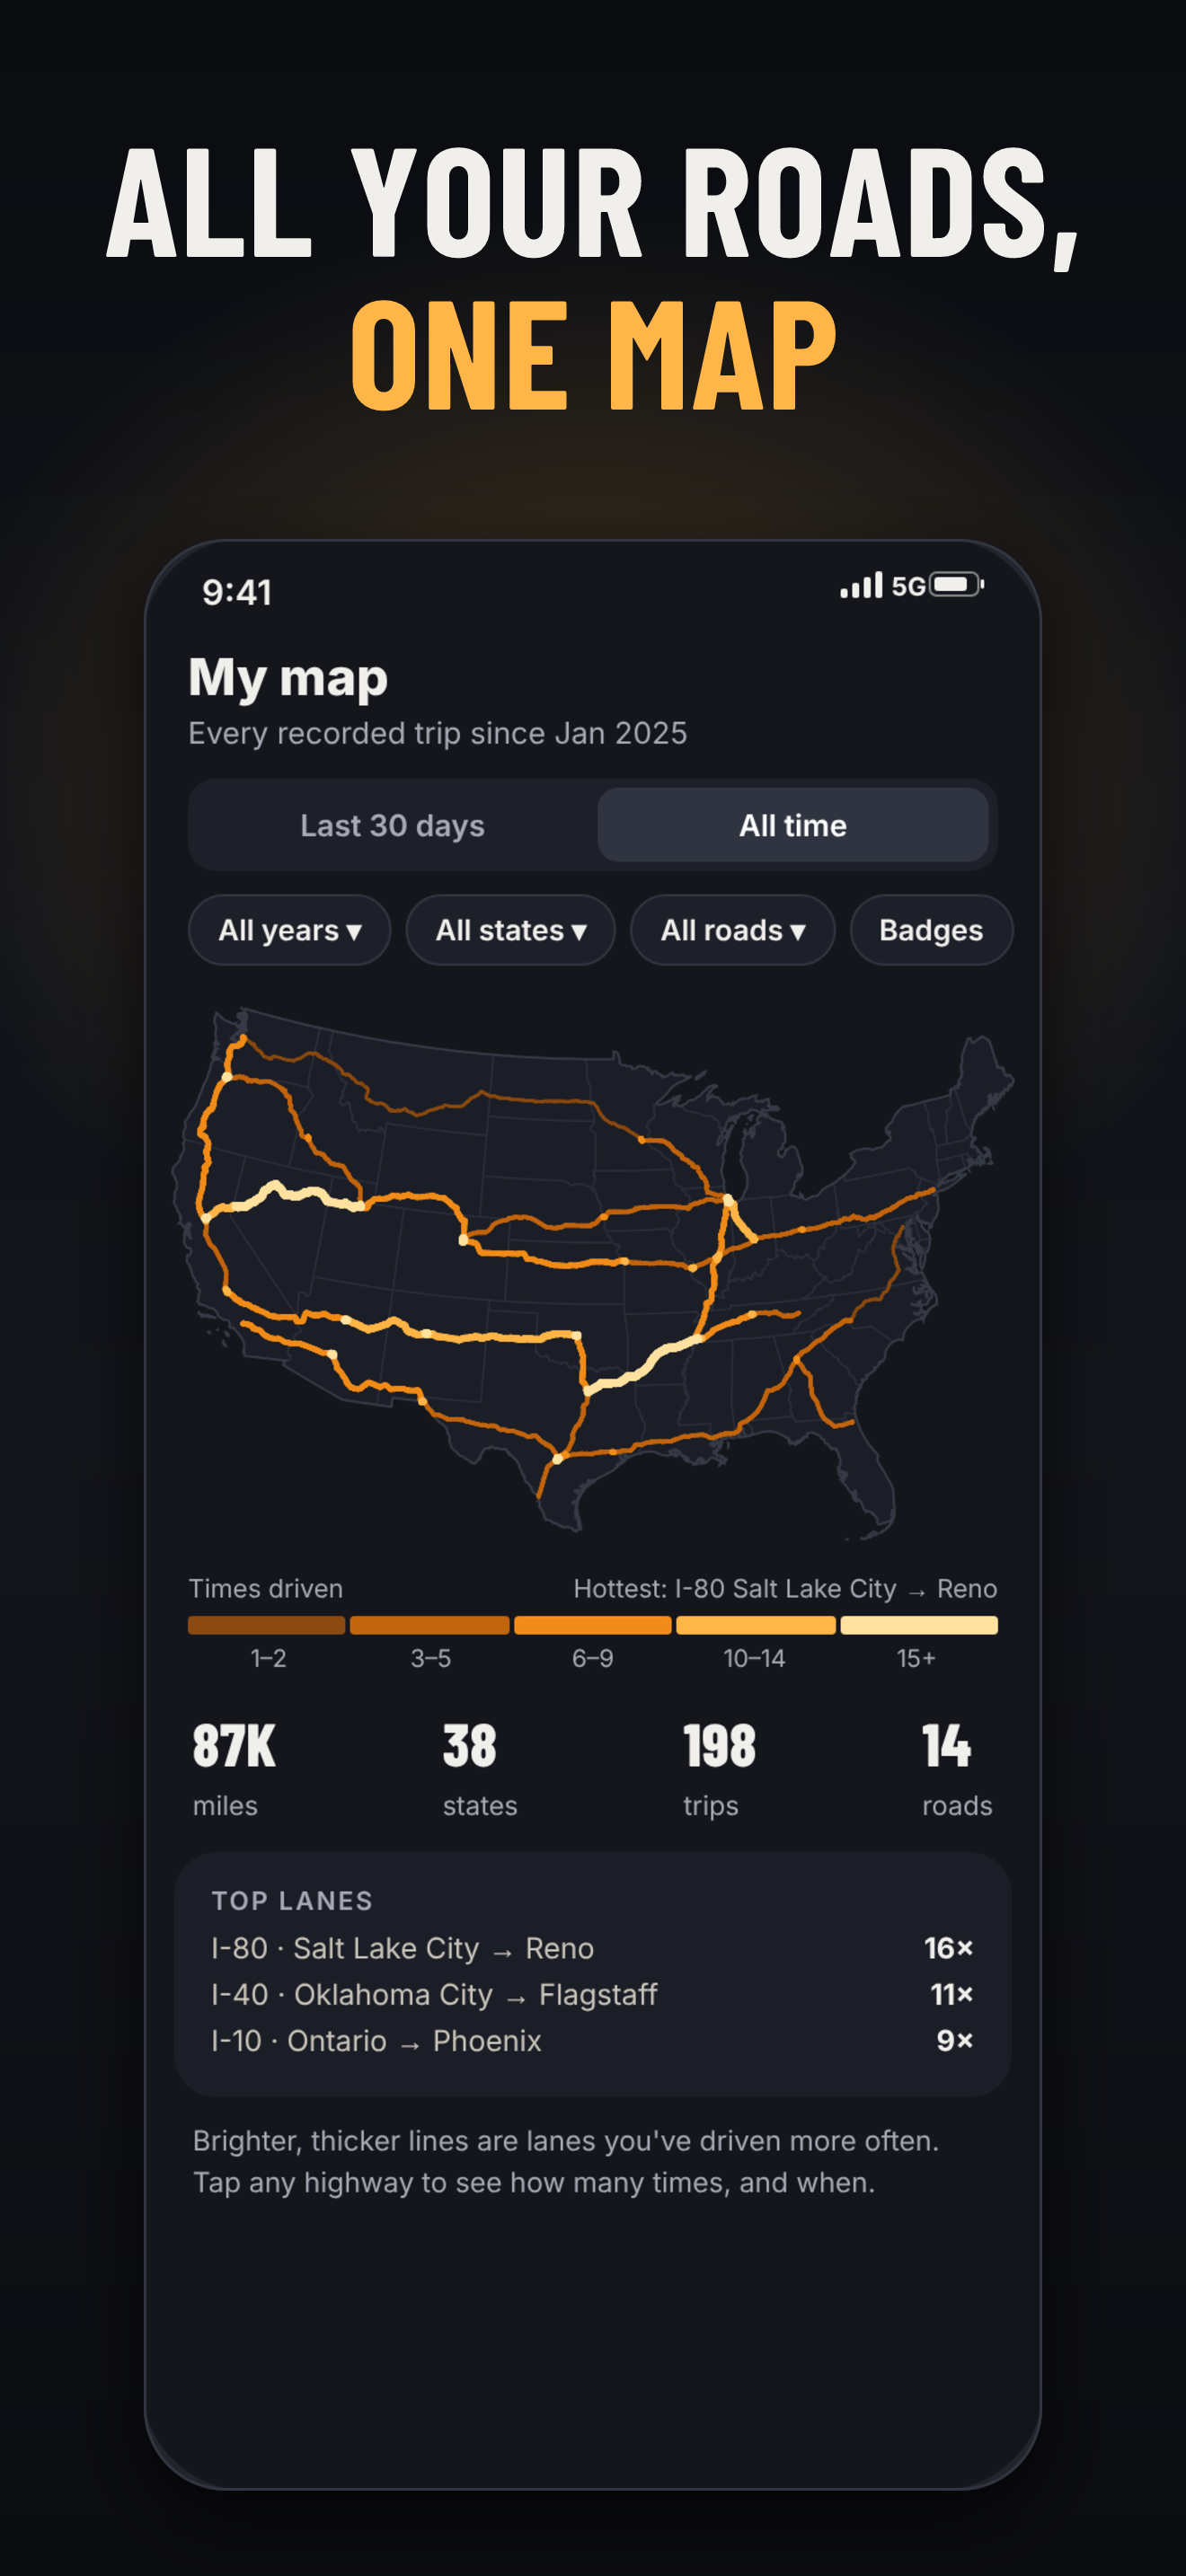 ALL YOUR ROADS,
ONE MAP
9:41
5G
My map
Every recorded trip since Jan 2025
Last 30 days All time
All years ▾ All states ▾ All roads ▾ Badges
Times driven Hottest: I-80 Salt Lake City → Reno
1–2 3–5 6–9 10–14 15+
87K 38 198 14
miles states trips roads
TOP LANES
I-80 · Salt Lake City → Reno 16×
I-40 · Oklahoma City → Flagstaff 11×
I-10 · Ontario → Phoenix 9×
Brighter, thicker lines are lanes you've driven more often.
Tap any highway to see how many times, and when.